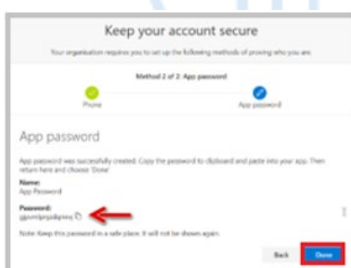 Keep your account secure
Your organisation requires you to set up the following methods of proving who you are.
Method 2 of 2: App password
Phone
App password
App password
App password was successfully created. Copy the password to clipboard and paste into your app. Then
return here and choose 'Done'
Name:
App Password
Password:
Note: Keep this password in a safe place. It will not be shown again.
Back
Done